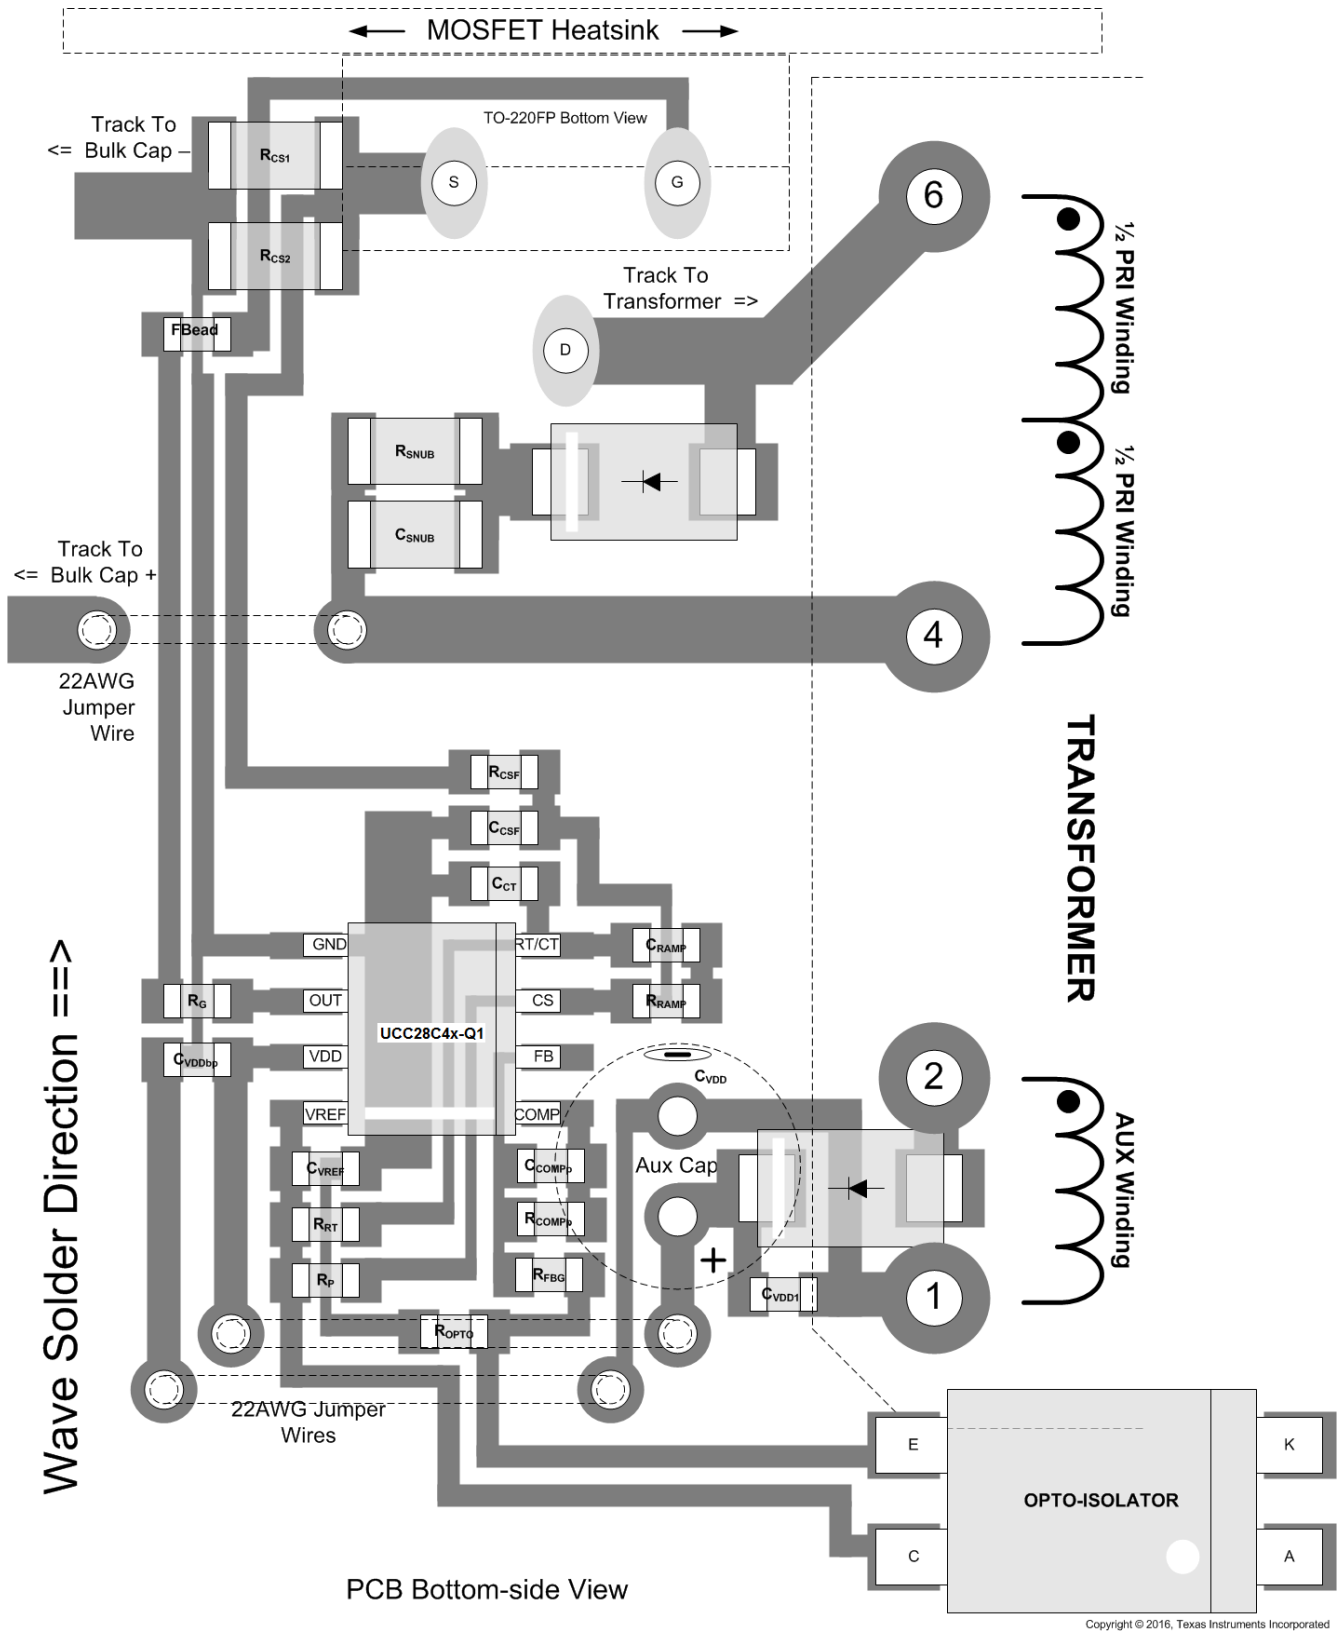 MOSFET Heatsink
Track To
<= Bulk Cap –
TO-220FP Bottom View
RCS1
S
G
6
RCS2
½ PRI Winding
Track To
Transformer =>
FBead
D
RSNUB
½ PRI Winding
CSNUB
Track To
<= Bulk Cap +
4
22AWG
Jumper
Wire
TRANSFORMER
RCSF
CCSF
CCT
Wave Solder Direction ==>
GND
RT/CT
CRAMP
RG
OUT
CS
RRAMP
UCC28C4x-Q1
CVDDbp
VDD
FB
CVDD
2
VREF
COMP
AUX Winding
CVREF
CCOMPp
Aux Cap
RRT
RCOMPp
+
RP
RFBG
CVDD1
1
ROPTO
22AWG Jumper
Wires
E
K
OPTO-ISOLATOR
C
A
PCB Bottom-side View
Copyright © 2016, Texas Instruments Incorporated